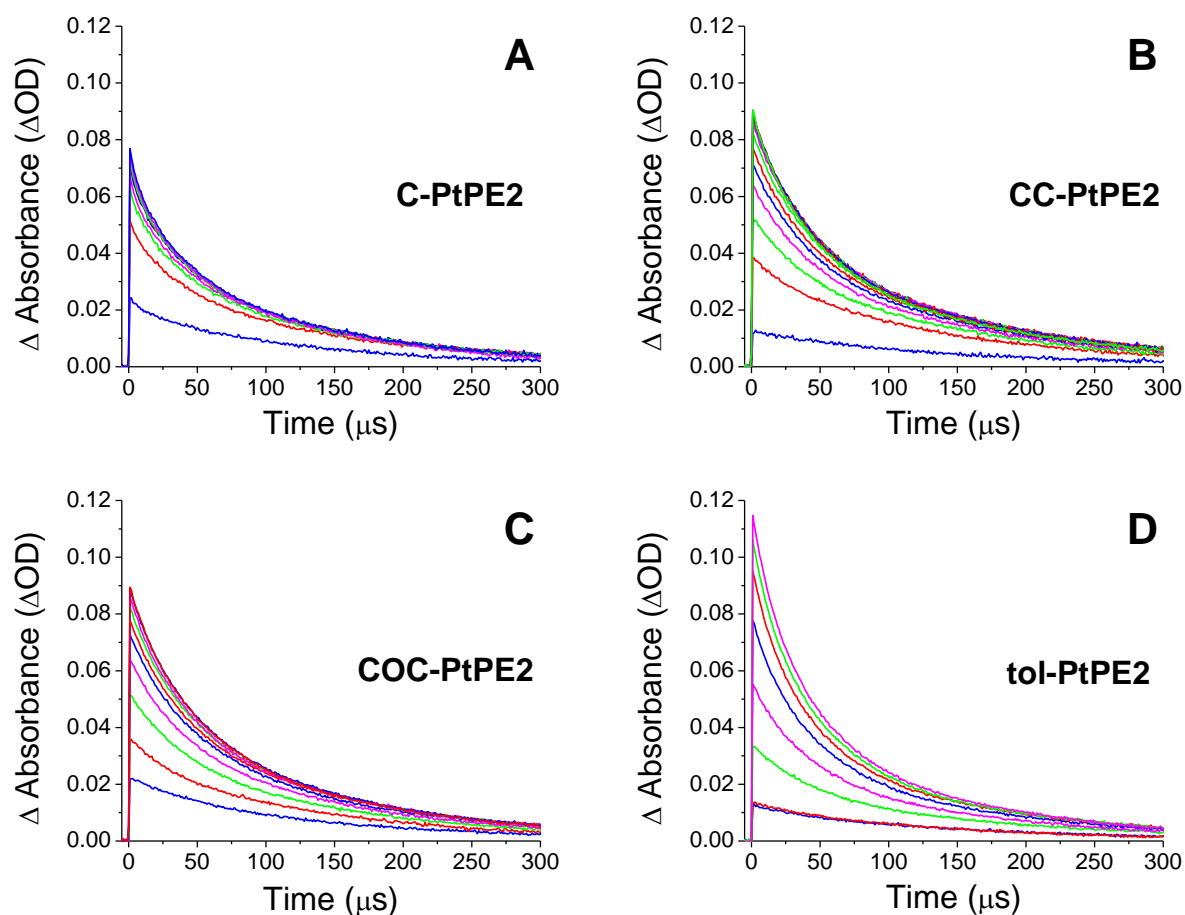 A
C-PtPE2
Δ Absorbance (ΔOD)
0.12
0.10
0.08
0.06
0.04
0.02
0.00
0 50 100 150 200 250 300
Time (μs)
B
CC-PtPE2
Δ Absorbance (ΔOD)
0.12
0.10
0.08
0.06
0.04
0.02
0.00
0 50 100 150 200 250 300
Time (μs)
C
COC-PtPE2
Δ Absorbance (ΔOD)
0.12
0.10
0.08
0.06
0.04
0.02
0.00
0 50 100 150 200 250 300
Time (μs)
D
tol-PtPE2
Δ Absorbance (ΔOD)
0.12
0.10
0.08
0.06
0.04
0.02
0.00
0 50 100 150 200 250 300
Time (μs)